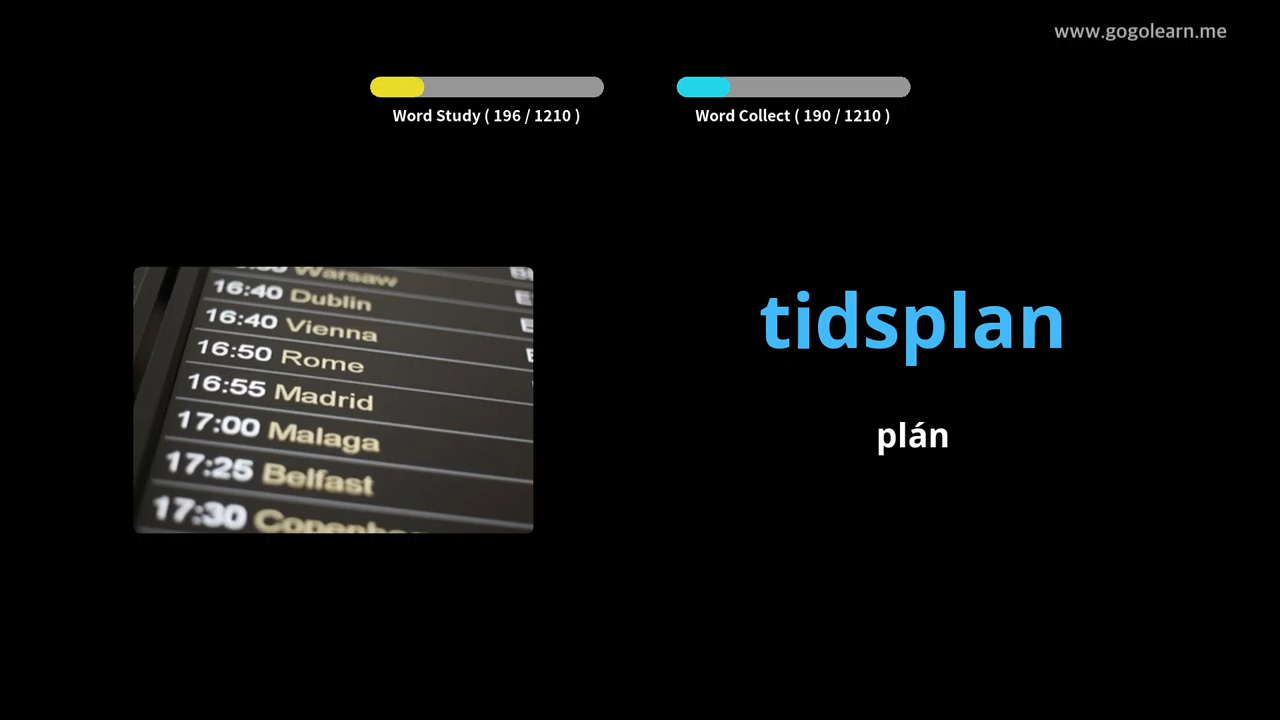 www.gogolearn.me
Word Study ( 196 / 1210 )
Word Collect ( 190 / 1210 )
Warsaw
16:40 Dublin
16:40 Vienna
16:50 Rome
16:55 Madrid
17:00 Malaga
17:25 Belfast
17:30
tidsplan
plán